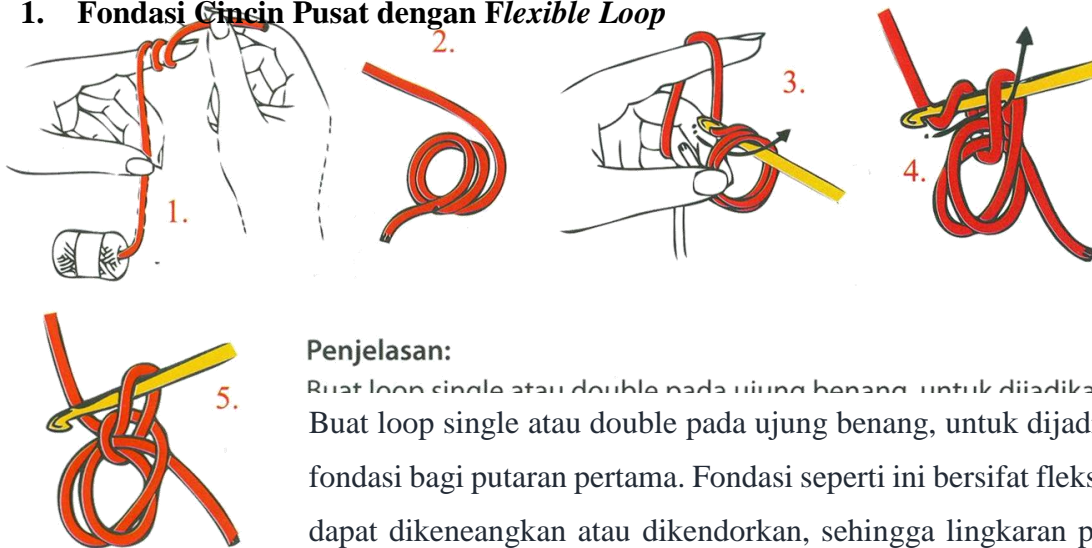 1. Fondasi Cincin Pusat dengan Flexible Loop
1.
2.
3.
4.
5.
Penjelasan:
Buat loop single atau double pada ujung benang, untuk dijadika
Buat loop single atau double pada ujung benang, untuk dijad
fondasi bagi putaran pertama. Fondasi seperti ini bersifat fleks
dapat dikeneangkan atau dikendorkan, sehingga lingkaran p